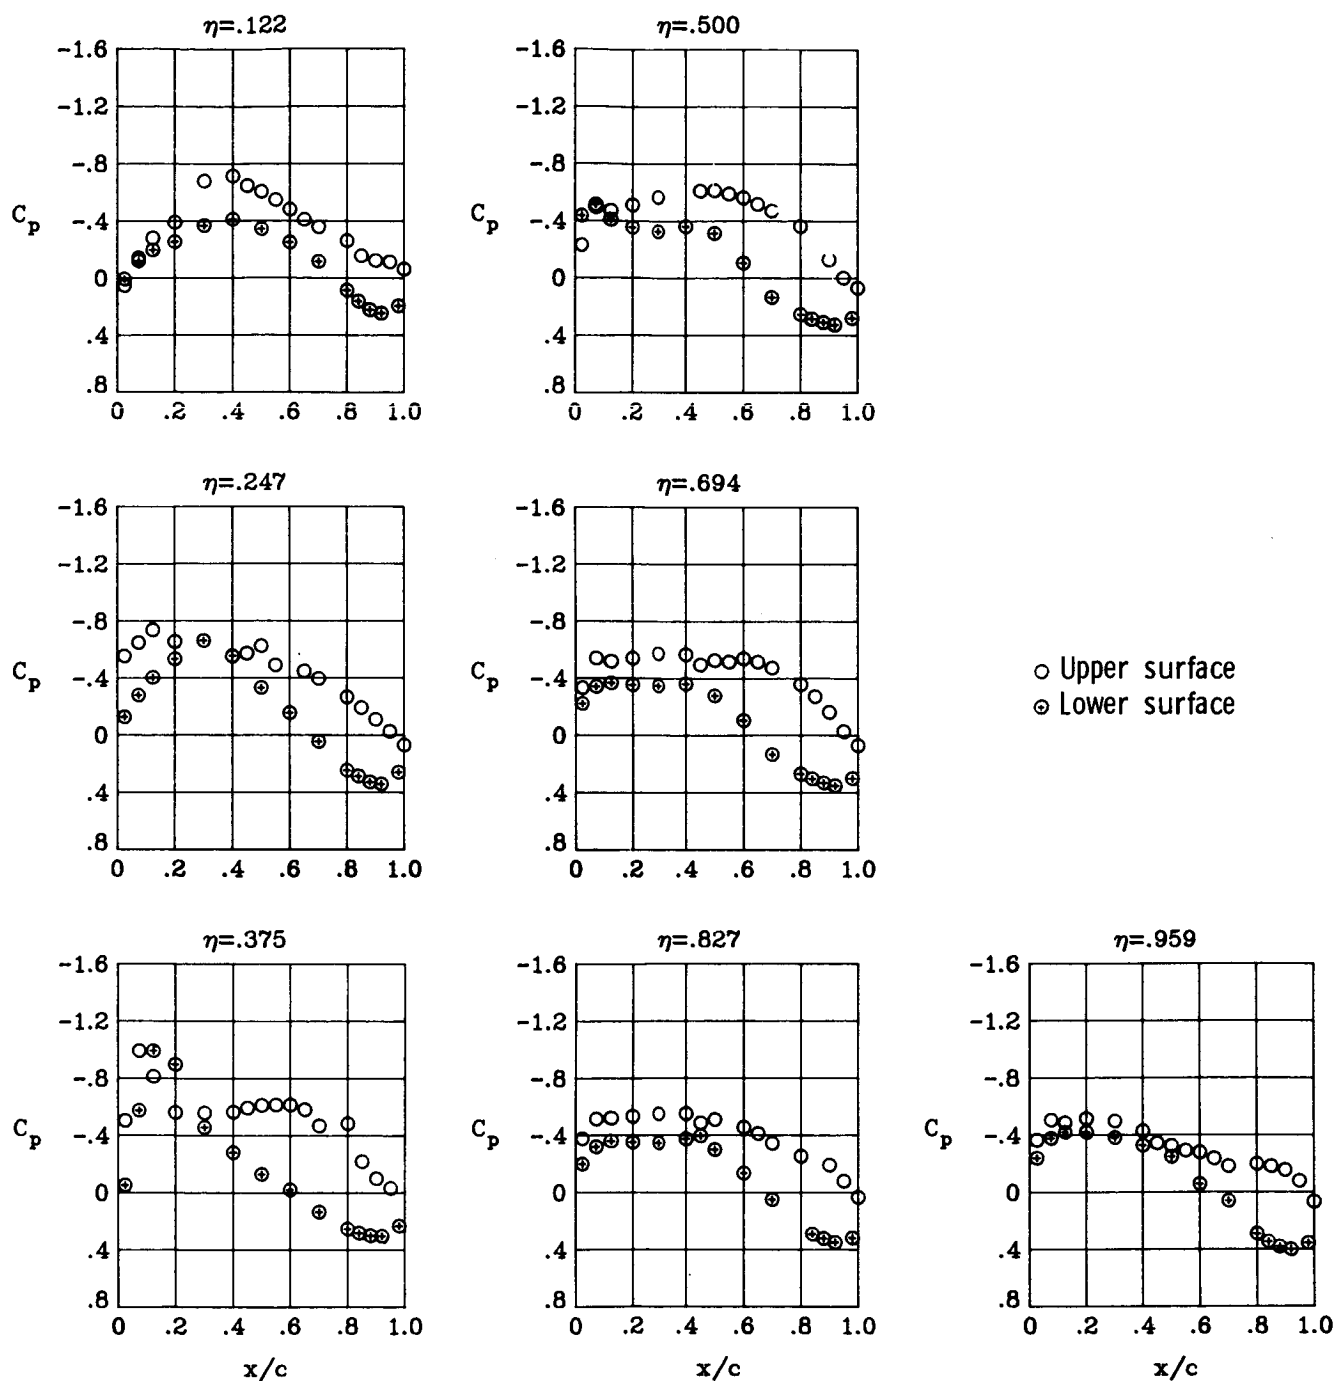 η=.122
-1.6
-1.2
-.8
-.4
0
.4
.8
C_p
0 .2 .4 .6 .8 1.0
η=.500
-1.6
-1.2
-.8
-.4
0
.4
.8
C_p
0 .2 .4 .6 .8 1.0
η=.247
-1.6
-1.2
-.8
-.4
0
.4
.8
C_p
0 .2 .4 .6 .8 1.0
η=.694
-1.6
-1.2
-.8
-.4
0
.4
.8
C_p
0 .2 .4 .6 .8 1.0
Upper surface
Lower surface
η=.375
-1.6
-1.2
-.8
-.4
0
.4
.8
C_p
0 .2 .4 .6 .8 1.0
x/c
η=.827
-1.6
-1.2
-.8
-.4
0
.4
.8
C_p
0 .2 .4 .6 .8 1.0
x/c
η=.959
-1.6
-1.2
-.8
-.4
0
.4
.8
C_p
0 .2 .4 .6 .8 1.0
x/c